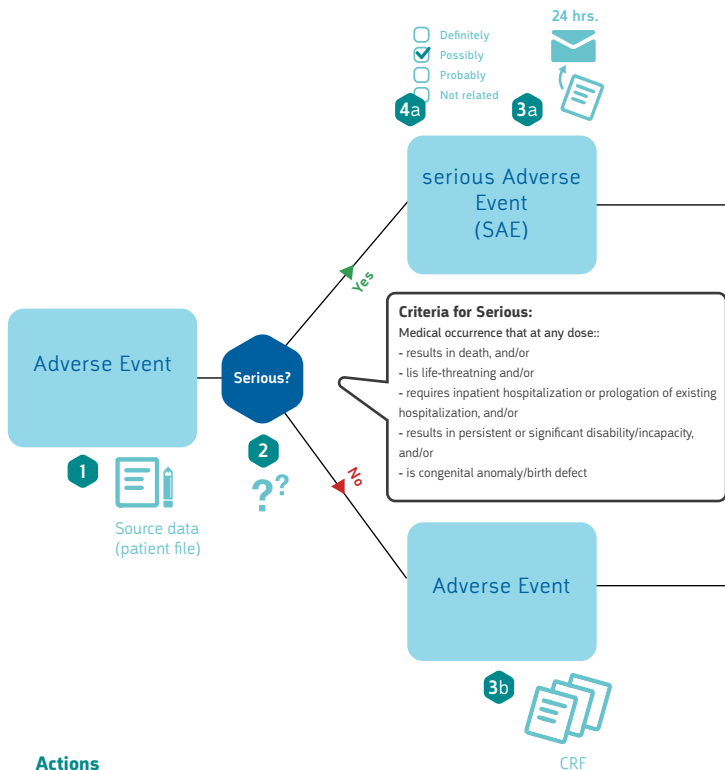 24 hrs.
Definitely
Possibly
Probably
Not related
4a
3a
serious Adverse
Event
(SAE)
Yes
Criteria for Serious:
Medical occurrence that at any dose::
- results in death, and/or
- lis life-threatning and/or
- requires inpatient hospitalization or prologation of existing
hospitalization, and/or
- results in persistent or significant disability/incapacity,
and/or
- is congenital anomaly/birth defect
Adverse Event
Serious?
1
2
??
Source data
(patient file)
No
Adverse Event
3b
CRF
Actions